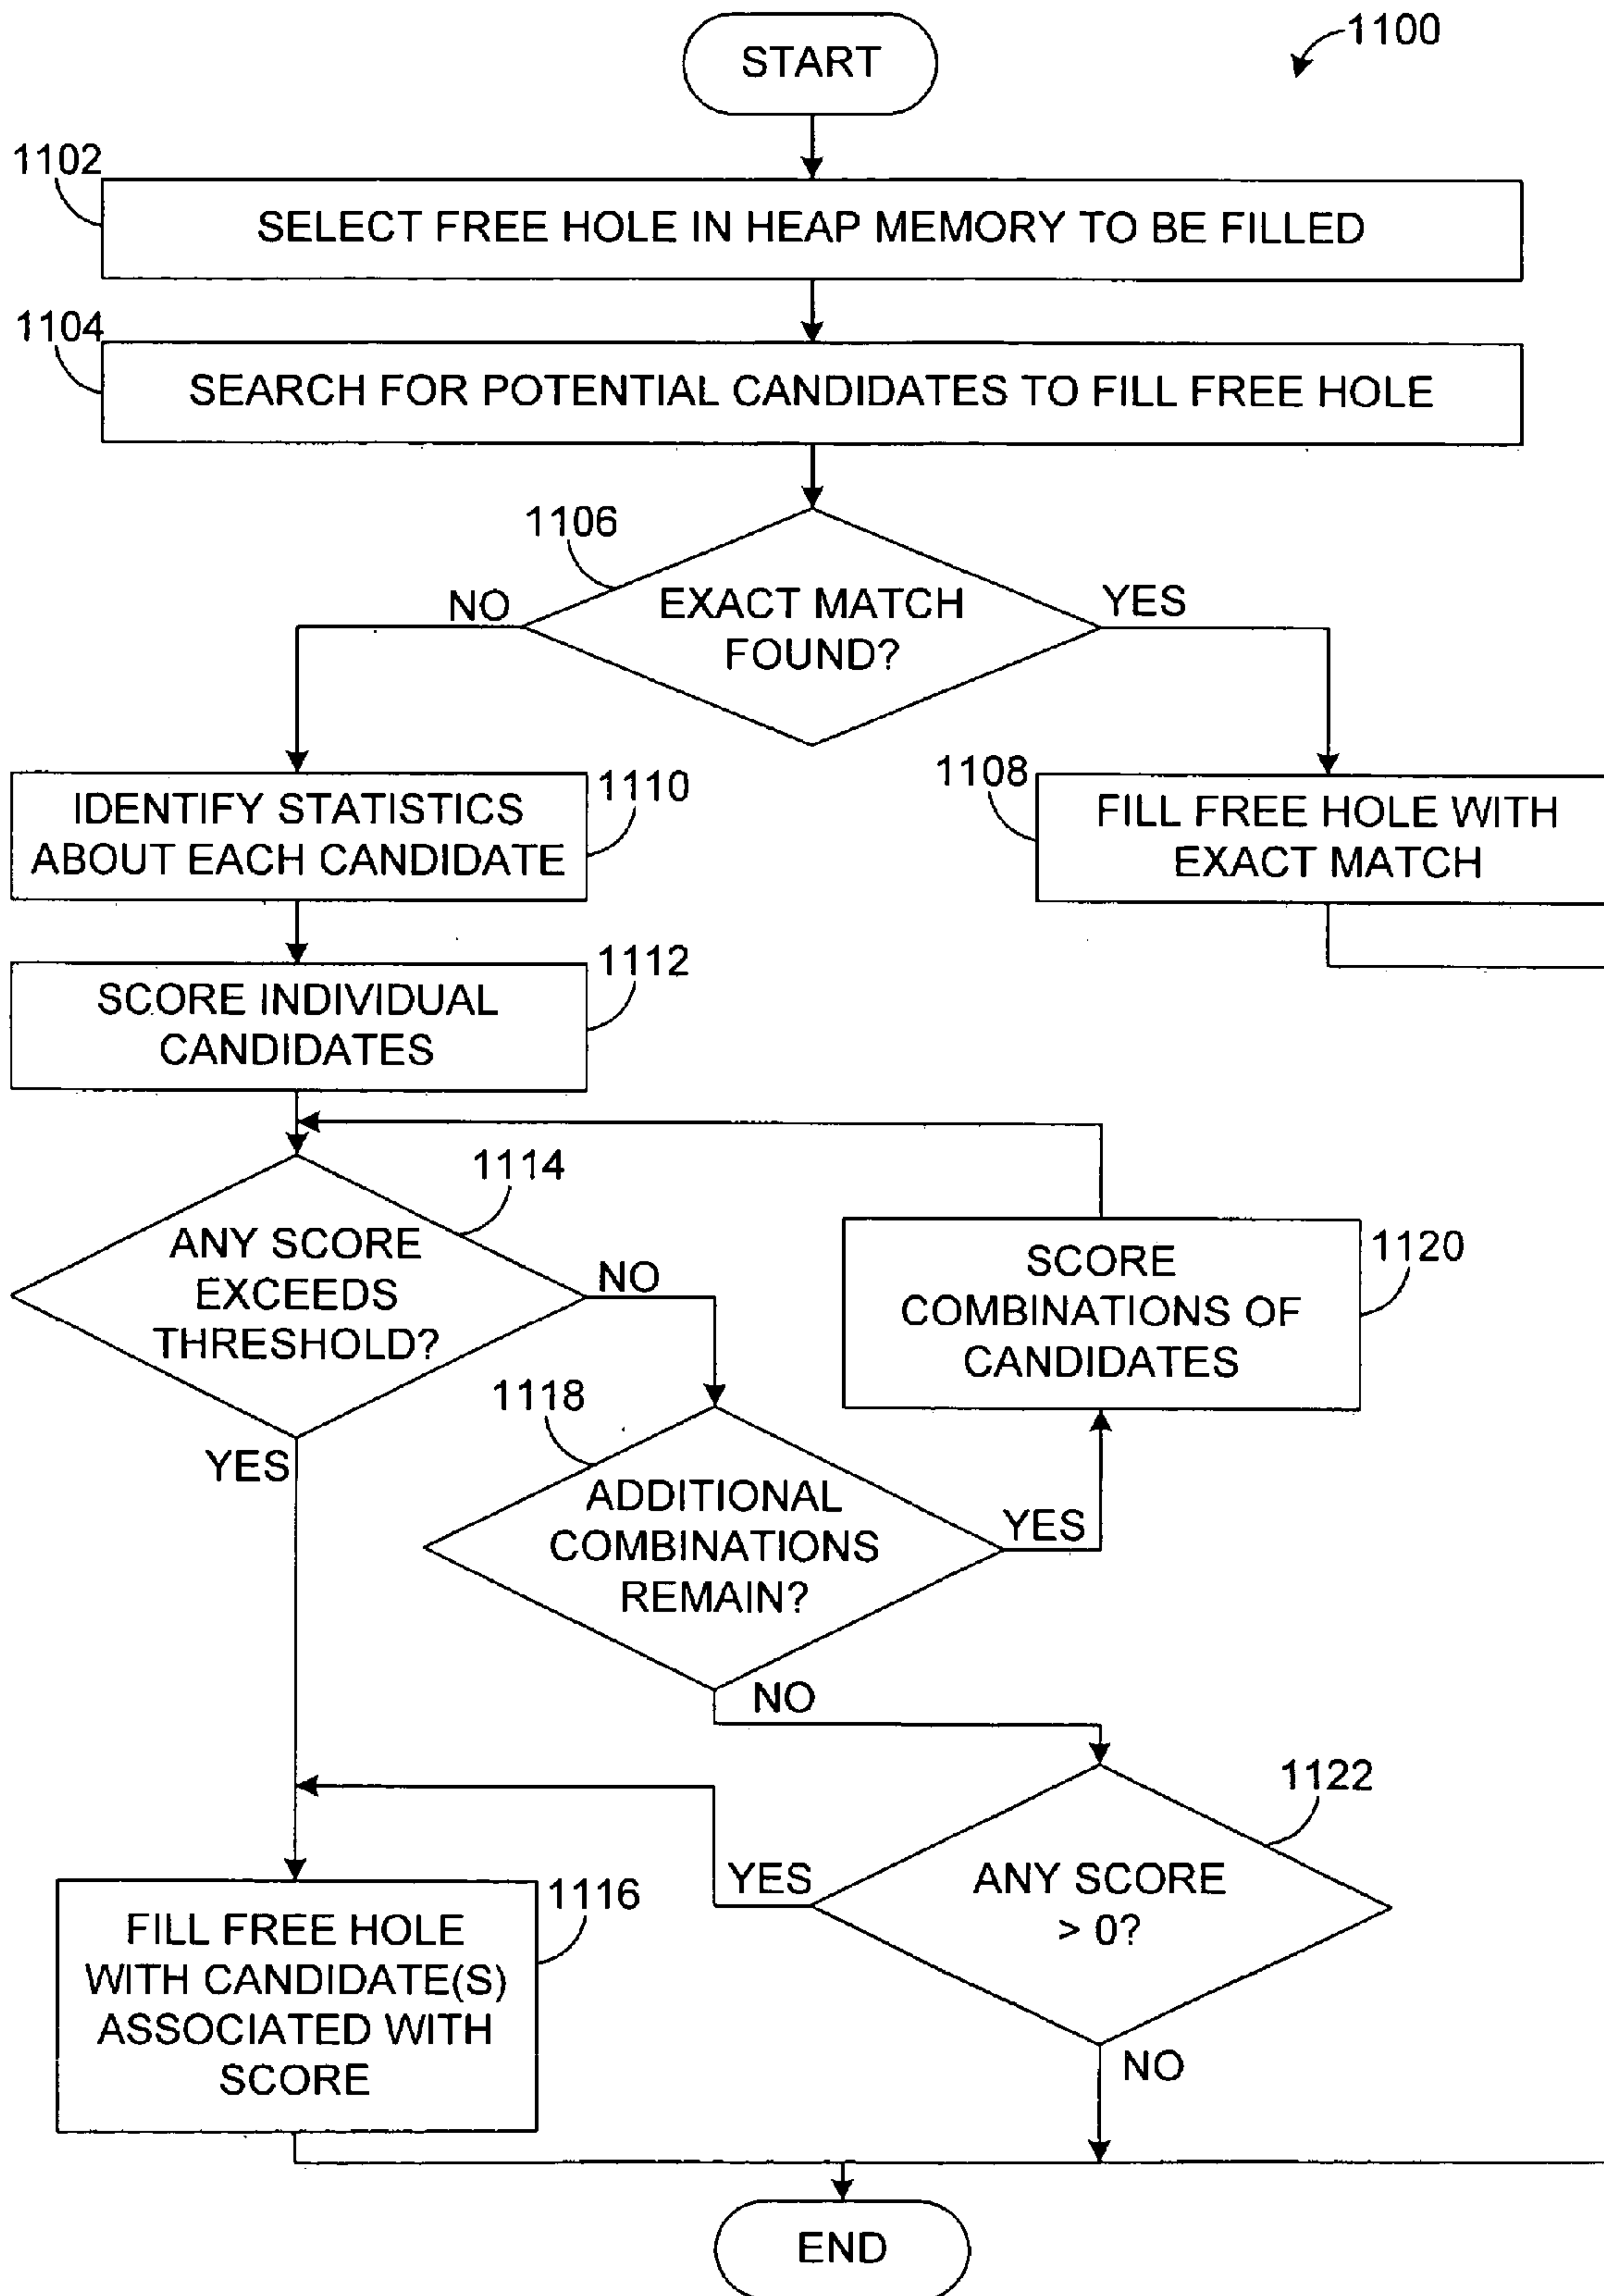 START
1100
1102
SELECT FREE HOLE IN HEAP MEMORY TO BE FILLED
1104
SEARCH FOR POTENTIAL CANDIDATES TO FILL FREE HOLE
1106
EXACT MATCH
FOUND?
NO
YES
IDENTIFY STATISTICS
ABOUT EACH CANDIDATE
1110
1108
FILL FREE HOLE WITH
EXACT MATCH
SCORE INDIVIDUAL
CANDIDATES
1112
1114
ANY SCORE
EXCEEDS
THRESHOLD?
NO
YES
SCORE
COMBINATIONS OF
CANDIDATES
1120
1118
ADDITIONAL
COMBINATIONS
REMAIN?
YES
NO
1122
ANY SCORE
> 0?
YES
NO
1116
FILL FREE HOLE
WITH CANDIDATE(S)
ASSOCIATED WITH
SCORE
END